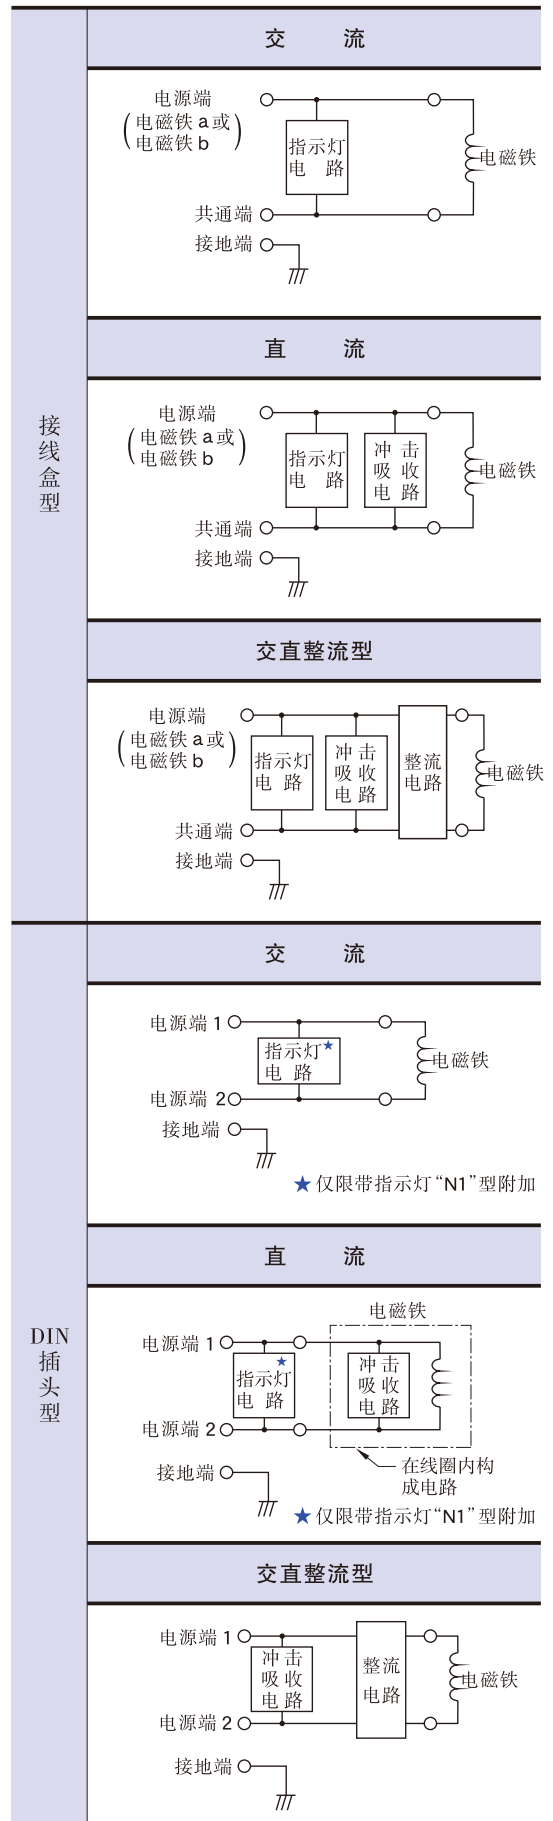 接线盒型
交 流
电源端
(电磁铁 a 或
电磁铁 b)
指示灯
电 路
电磁铁
共通端
接地端
直 流
电源端
(电磁铁 a 或
电磁铁 b)
指示灯
电 路
冲 击
吸 收
电 路
电磁铁
共通端
接地端
交直整流型
电源端
(电磁铁 a 或
电磁铁 b)
指示灯
电 路
冲 击
吸 收
电 路
整流
电路
电磁铁
共通端
接地端
DIN
插头型
交 流
电源端 1
指示灯★
电 路
电磁铁
电源端 2
接地端
★仅限带指示灯“N1”型附加
直 流
电磁铁
电源端 1
★
指示灯
电 路
冲 击
吸 收
电 路
电源端 2
在线圈内构
成电路
接地端
★仅限带指示灯“N1”型附加
交直整流型
电源端 1
冲 击
吸 收
电 路
整流
电路
电磁铁
电源端 2
接地端